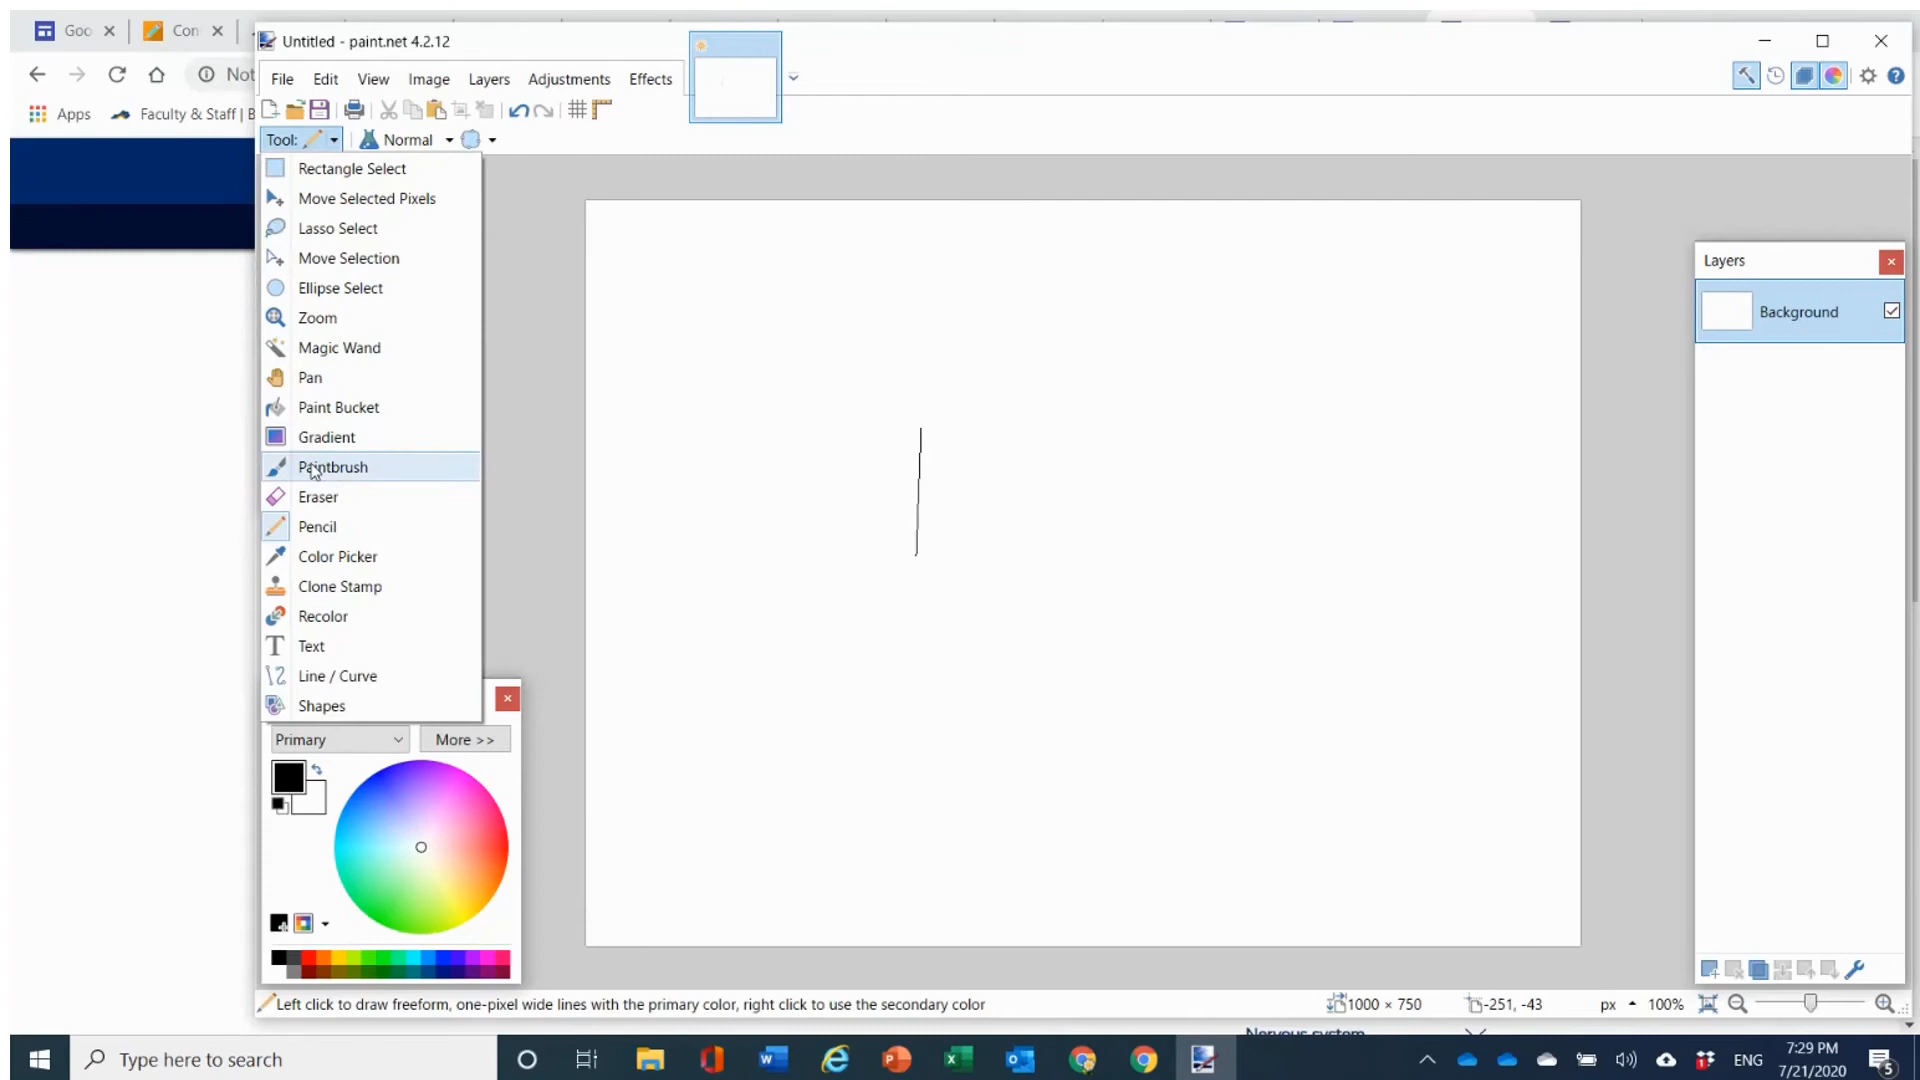 Goo
Con
Untitled - paint.net 4.2.12
Not
File Edit View Image Layers Adjustments Effects
Apps Faculty & Staff | B
Tool: Normal
Rectangle Select
Move Selected Pixels
Lasso Select
Move Selection
Ellipse Select
Zoom
Magic Wand
Pan
Paint Bucket
Gradient
Paintbrush
Eraser
Pencil
Color Picker
Clone Stamp
Recolor
Text
Line / Curve
Shapes
Layers
Background
Primary More >>
Left click to draw freeform, one-pixel wide lines with the primary color, right click to use the secondary color
1000 × 750 -251, -43 px 100%
Nervous system
Type here to search
ENG
7:29 PM
7/21/2020
5